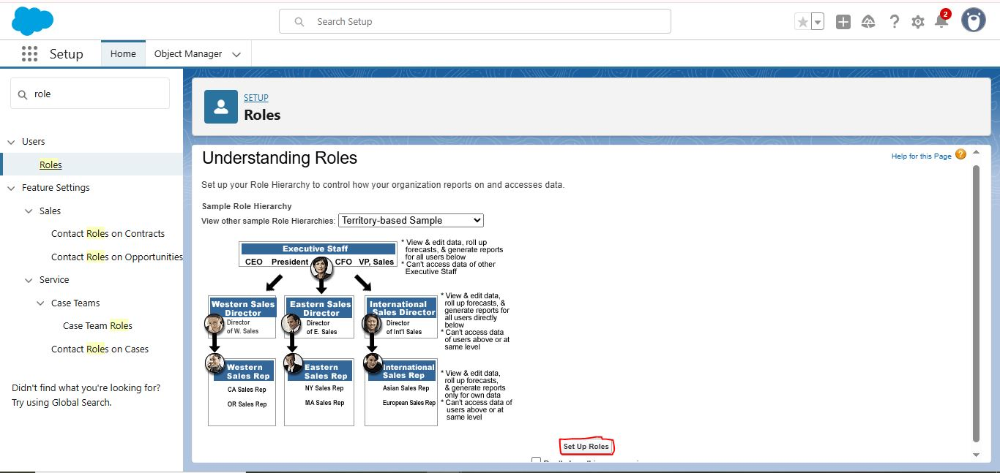 Search Setup
2
Setup
Home
Object Manager
role
Users
Roles
Feature Settings
Sales
Contact Roles on Contracts
Contact Roles on Opportunities
Service
Case Teams
Case Team Roles
Contact Roles on Cases
Didn't find what you're looking for?
Try using Global Search.
SETUP
Roles
Understanding Roles
Help for this Page ?
Set up your Role Hierarchy to control how your organization reports on and accesses data.
Sample Role Hierarchy
View other sample Role Hierarchies: Territory-based Sample
Executive Staff
CEO President CFO VP, Sales
* View & edit data, roll up
forecasts, & generate reports
for all users below
* Can't access data of other
Executive Staff
Western Sales
Director
Director
of W. Sales
Eastern Sales
Director
Director
of E. Sales
International
Sales Director
Director
of Int'l Sales
* View & edit data,
roll up forecasts, &
generate reports for
all users directly
below
* Can't access data
of users above or at
same level
Western
Sales Rep
CA Sales Rep
OR Sales Rep
Eastern
Sales Rep
NY Sales Rep
MA Sales Rep
International
Sales Rep
Asian Sales Rep
European Sales Rep
* View & edit data,
roll up forecasts,
& generate reports
only for own data
* Can't access data of
users above or at
same level
Set Up Roles